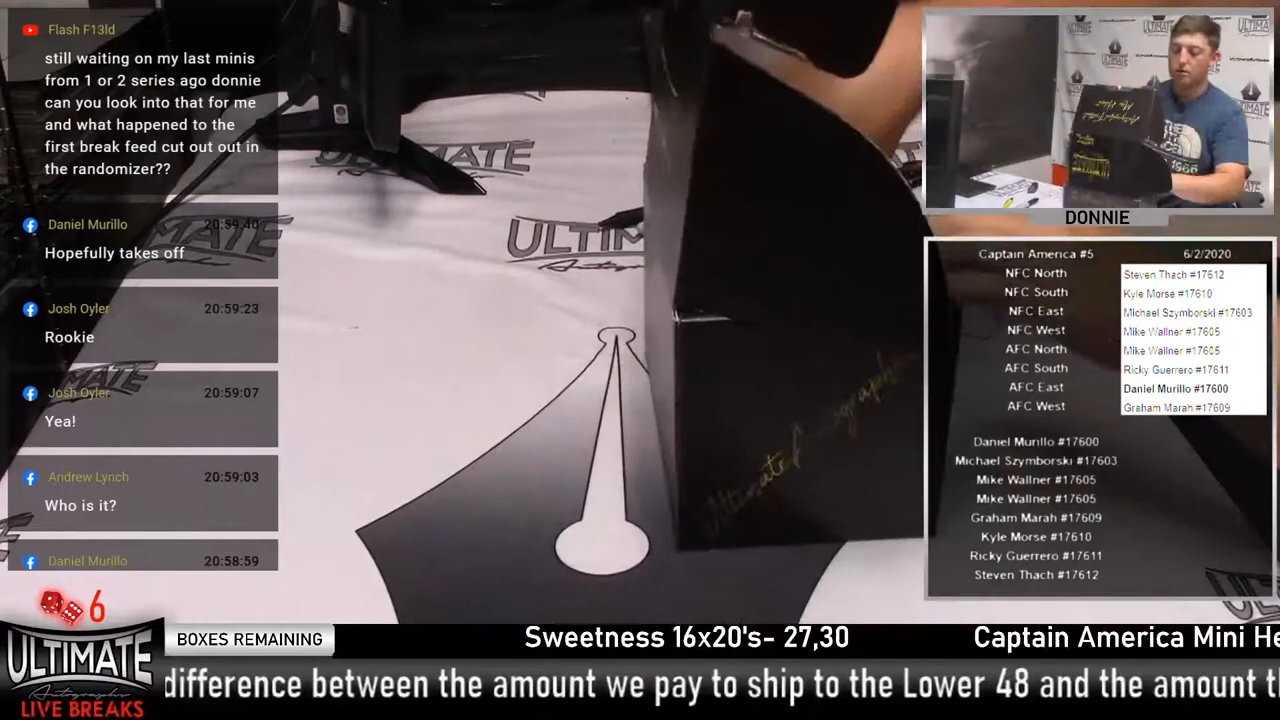 Flash F13ld
still waiting on my last minis
from 1 or 2 series ago donnie
can you look into that for me
and what happened to the
first break feed cut out out in
the randomizer??
Daniel Murillo 20:59:40
Hopefully takes off
Josh Oyler 20:59:23
Rookie
Josh Oyler 20:59:07
Yea!
Andrew Lynch 20:59:03
Who is it?
Daniel Murillo 20:58:59
ULTIMATE
ULTIM
ULTIMATE
DONNIE
Captain America #5 6/2/2020
NFC North Steven Thach #17612
NFC South Kyle Morse #17610
NFC East Michael Szymborski #17603
NFC West Mike Wallner #17605
AFC North Mike Wallner #17605
AFC South Ricky Guerrero #17611
AFC East Daniel Murillo #17600
AFC West Graham Marah #17609
Daniel Murillo #17600
Michael Szymborski #17603
Mike Wallner #17605
Mike Wallner #17605
Graham Marah #17609
Kyle Morse #17610
Ricky Guerrero #17611
Steven Thach #17612
6
ULTIMATE
Autographs
LIVE BREAKS
BOXES REMAINING
Sweetness 16x20's- 27,30 Captain America Mini He
difference between the amount we pay to ship to the Lower 48 and the amount t